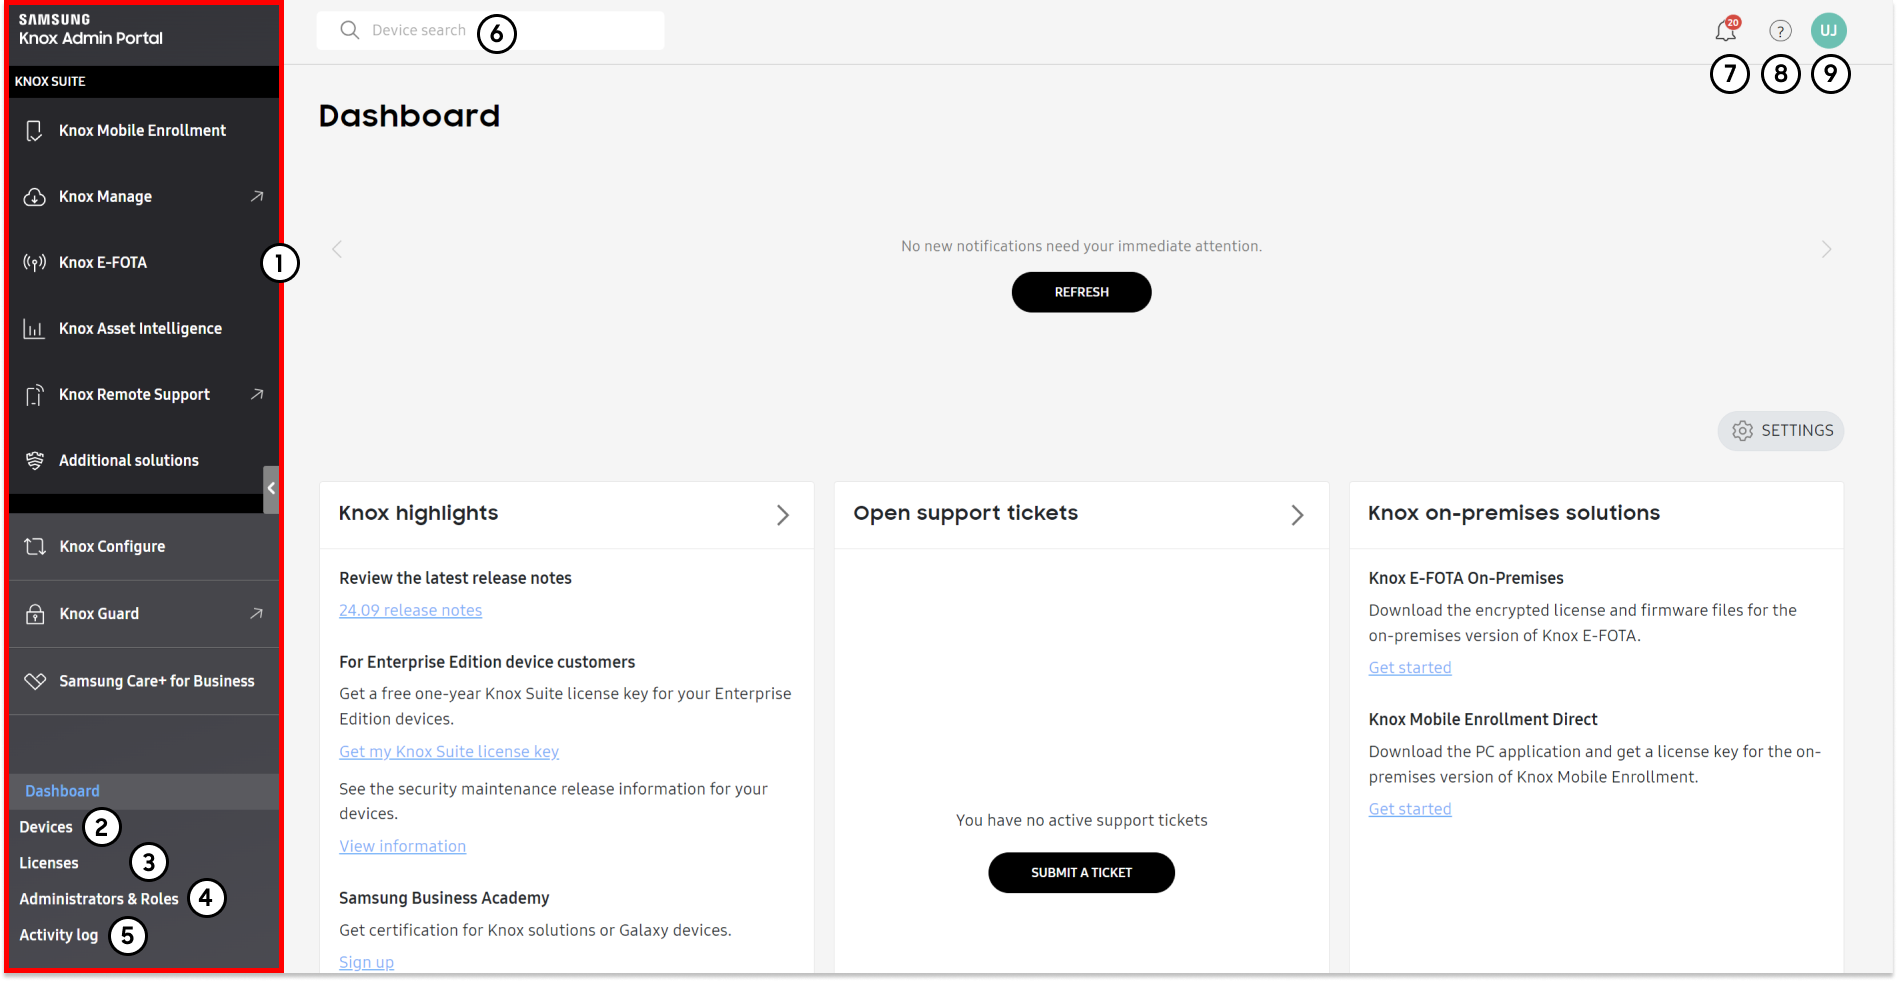 SAMSUNG
Knox Admin Portal
KNOX SUITE
Knox Mobile Enrollment
Knox Manage
Knox E-FOTA
1
Knox Asset Intelligence
Knox Remote Support
Additional solutions
Knox Configure
Knox Guard
Samsung Care+ for Business
Dashboard
Devices 2
Licenses 3
Administrators & Roles 4
Activity log 5
Device search 6
20
?
UJ
7 8 9
Dashboard
No new notifications need your immediate attention.
REFRESH
SETTINGS
Knox highlights
Review the latest release notes
24.09 release notes
For Enterprise Edition device customers
Get a free one-year Knox Suite license key for your Enterprise
Edition devices.
Get my Knox Suite license key
See the security maintenance release information for your
devices.
View information
Samsung Business Academy
Get certification for Knox solutions or Galaxy devices.
Sign up
Open support tickets
You have no active support tickets
SUBMIT A TICKET
Knox on-premises solutions
Knox E-FOTA On-Premises
Download the encrypted license and firmware files for the
on-premises version of Knox E-FOTA.
Get started
Knox Mobile Enrollment Direct
Download the PC application and get a license key for the on-
premises version of Knox Mobile Enrollment.
Get started